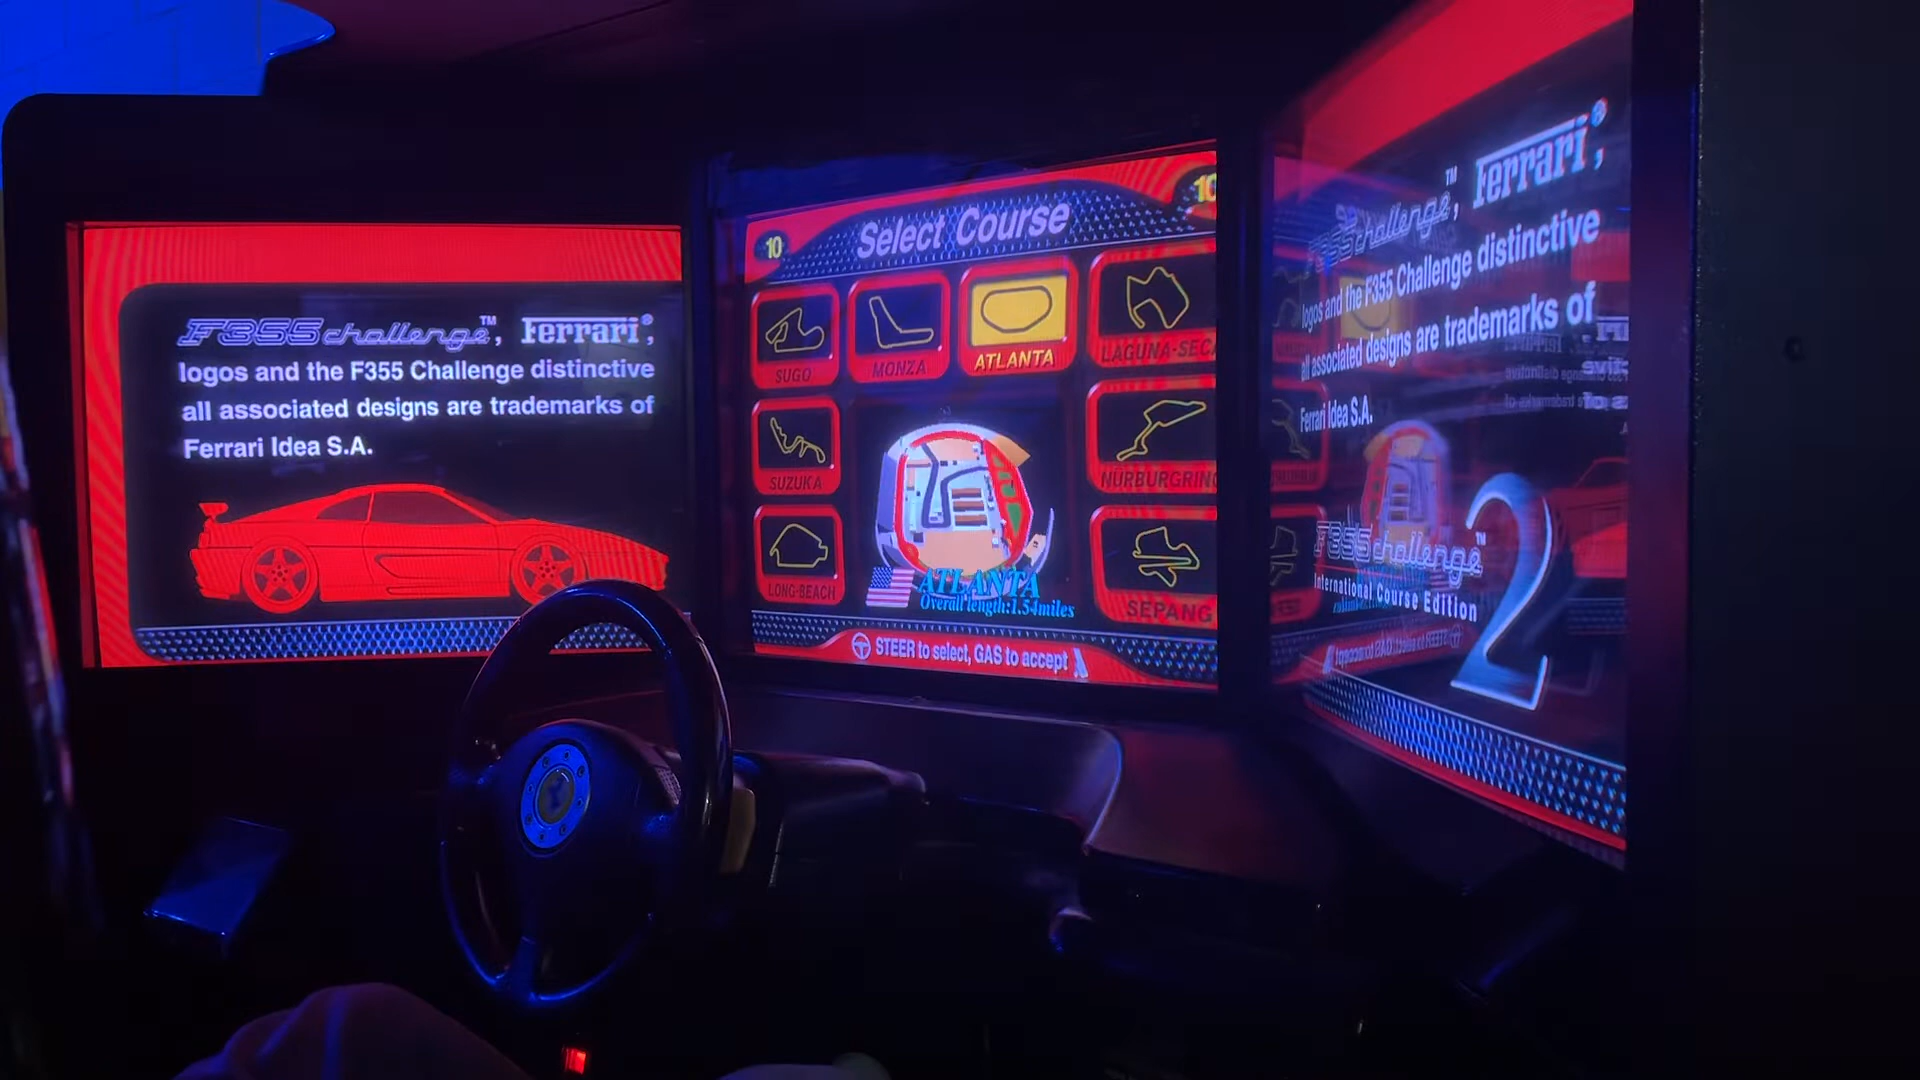 F355 challenge™, Ferrari®,
logos and the F355 Challenge distinctive
all associated designs are trademarks of
Ferrari Idea S.A.
10
Select Course
10
SUGO
MONZA
ATLANTA
LAGUNA-SECA
SUZUKA
NÜRBURGRING
LONG-BEACH
SEPANG
ATLANTA
Overall length:1.54miles
STEER to select, GAS to accept
F355 challenge™, Ferrari®,
logos and the F355 Challenge distinctive
all associated designs are trademarks of
Ferrari Idea S.A.
F355 challenge™
International Course Edition
2